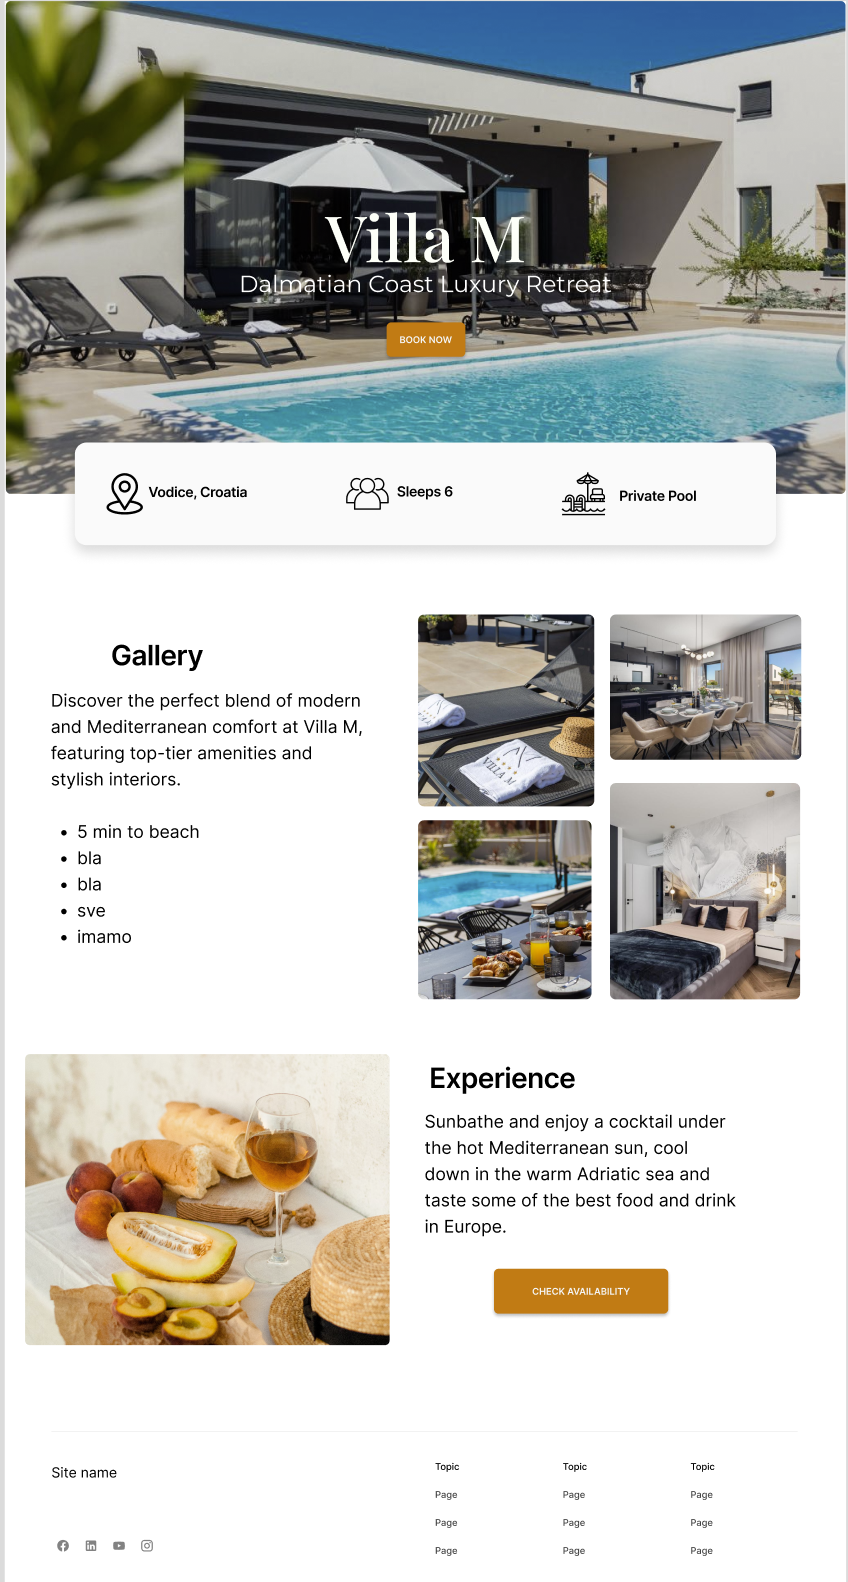 Villa M
Dalmatian Coast Luxury Retreat
BOOK NOW
Vodice, Croatia
Sleeps 6
Private Pool
Gallery
Discover the perfect blend of modern
and Mediterranean comfort at Villa M,
featuring top-tier amenities and
stylish interiors.
• 5 min to beach
• bla
• bla
• sve
• imamo
VILLA M
Experience
Sunbathe and enjoy a cocktail under
the hot Mediterranean sun, cool
down in the warm Adriatic sea and
taste some of the best food and drink
in Europe.
CHECK AVAILABILITY
Site name
Topic
Page
Page
Page
Topic
Page
Page
Page
Topic
Page
Page
Page